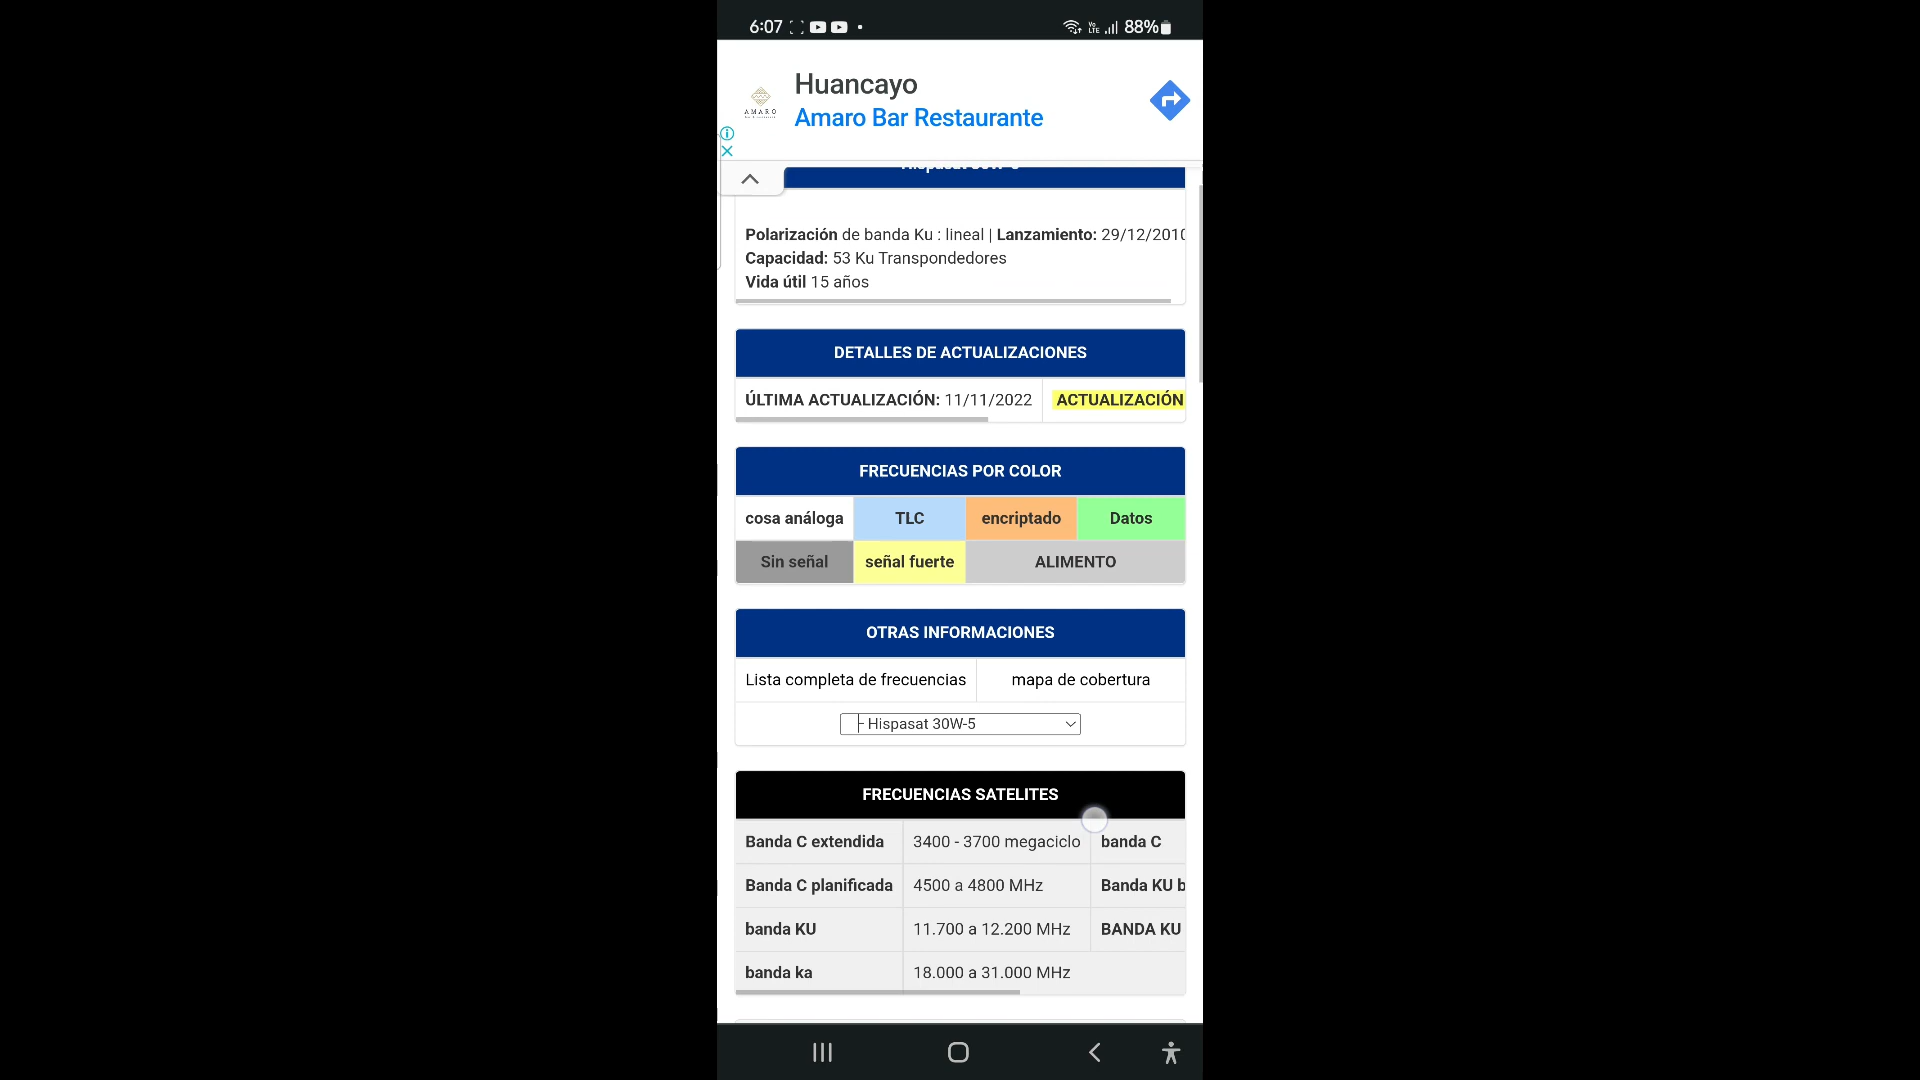 6:07
Vo
LTE
88%
Huancayo
AMARO
Amaro Bar Restaurante
Polarización de banda Ku : lineal | Lanzamiento: 29/12/2010
Capacidad: 53 Ku Transpondedores
Vida útil 15 años
DETALLES DE ACTUALIZACIONES
ÚLTIMA ACTUALIZACIÓN: 11/11/2022
ACTUALIZACIÓN
FRECUENCIAS POR COLOR
cosa análoga TLC encriptado Datos
Sin señal señal fuerte ALIMENTO
OTRAS INFORMACIONES
Lista completa de frecuencias mapa de cobertura
├ Hispasat 30W-5
FRECUENCIAS SATELITES
Banda C extendida 3400 - 3700 megaciclo banda C
Banda C planificada 4500 a 4800 MHz Banda KU b
banda KU 11.700 a 12.200 MHz BANDA KU
banda ka 18.000 a 31.000 MHz